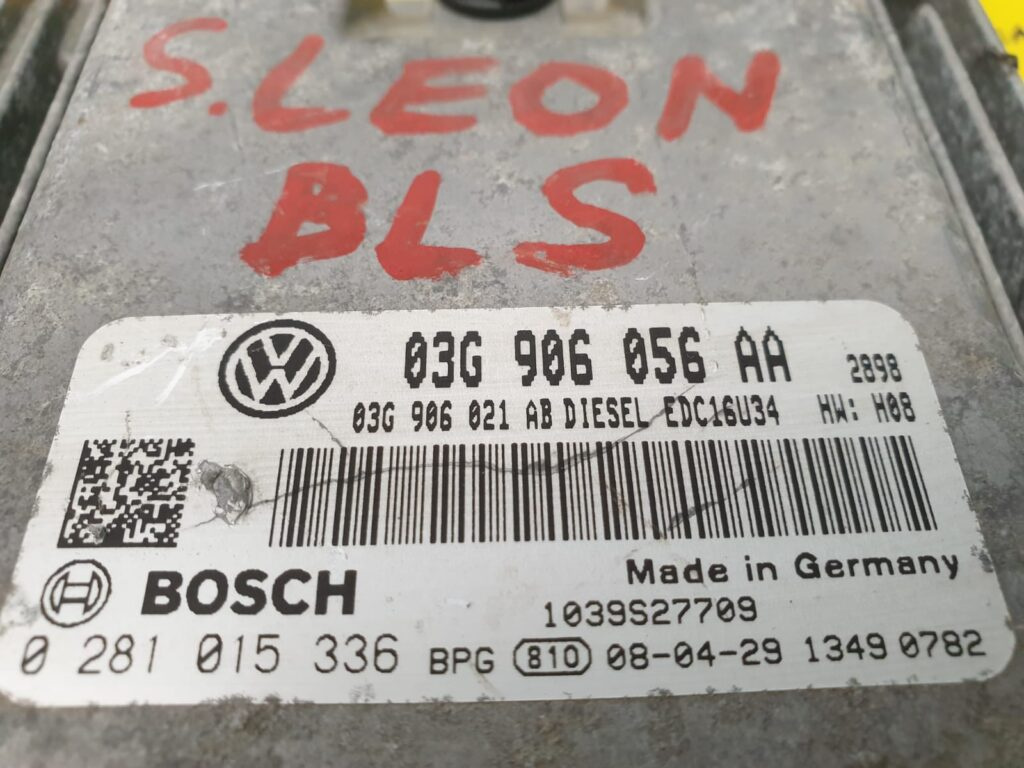 S.LEON
BLS
03G 906 056 AA 2898
03G 906 021 AB DIESEL EDC16U34 HW: H08
BOSCH Made in Germany
1039S27709
0 281 015 336 BPG 810 08-04-29 1349 0782